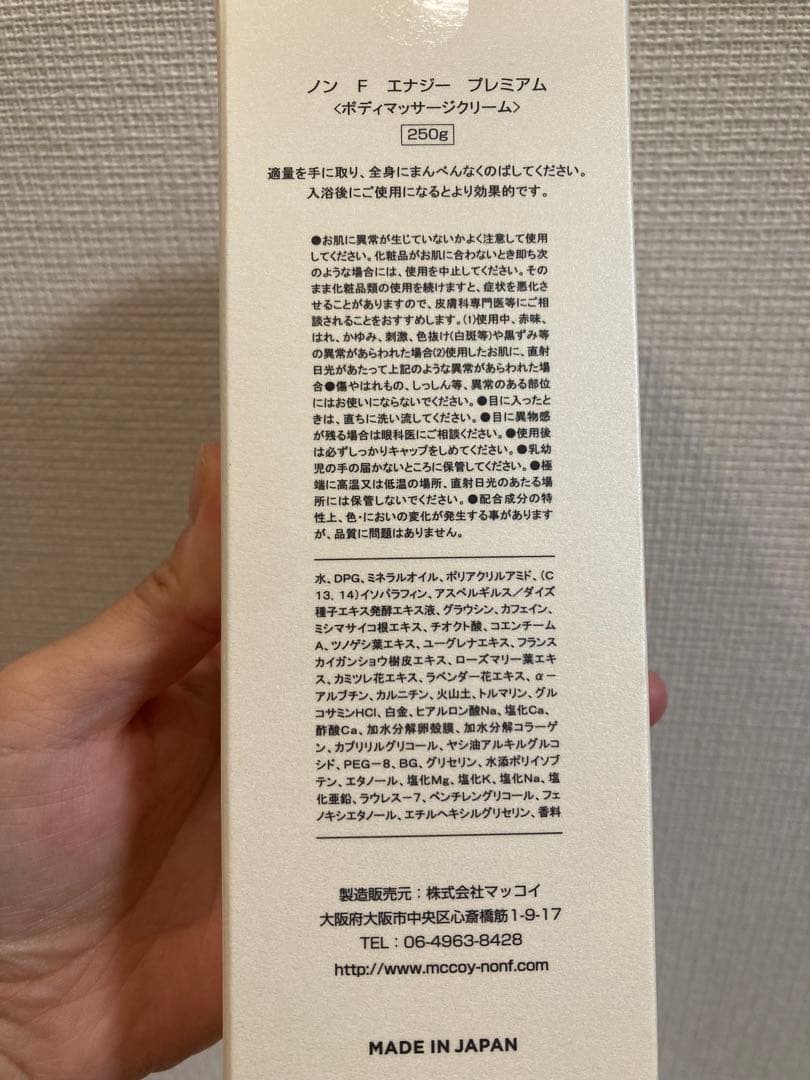 ノン F エナジー プレミアム
〈ボディマッサージクリーム〉
250g
適量を手に取り、全身にまんべんなくのばしてください。
入浴後にご使用になるとより効果的です。
●お肌に異常が生じていないかよく注意して使用
してください。化粧品がお肌に合わないとき即ち次
のような場合には、使用を中止してください。その
まま化粧品類の使用を続けますと、症状を悪化さ
せることがありますので、皮膚科専門医等にご相
談されることをおすすめします。(1)使用中、赤味、
はれ、かゆみ、刺激、色抜け(白斑等)や黒ずみ等
の異常があらわれた場合(2)使用したお肌に、直射
日光があたって上記のような異常があらわれた場
合●傷やはれもの、しっしん等、異常のある部位
にはお使いにならないでください。●目に入ったと
きは、直ちに洗い流してください。●目に異物感
が残る場合は眼科医にご相談ください。●使用後
は必ずしっかりキャップをしめてください。●乳幼
児の手の届かないところに保管してください。●極
端に高温又は低温の場所、直射日光のあたる場
所には保管しないでください。●配合成分の特
性上、色・においの変化が発生する事があります
が、品質に問題はありません。
水、DPG、ミネラルオイル、ポリアクリルアミド、(C
13, 14)イソパラフィン、アスペルギルス/ダイズ
種子エキス発酵エキス液、グラウシン、カフェイン、
ミシマサイコ根エキス、チオクト酸、コエンチーム
A、ツノゲシ葉エキス、ユーグレナエキス、フランス
カイガンショウ樹皮エキス、ローズマリー葉エキ
ス、カミツレ花エキス、ラベンダー花エキス、α-
アルブチン、カルニチン、火山土、トルマリン、グル
コサミンHCl、白金、ヒアルロン酸Na、塩化Ca、
酢酸Ca、加水分解卵殻膜、加水分解コラーゲ
ン、カプリリルグリコール、ヤシ油アルキルグルコ
シド、PEG-8、BG、グリセリン、水添ポリイソブ
テン、エタノール、塩化Mg、塩化K、塩化Na、塩
化亜鉛、ラウレス-7、ペンチレングリコール、フェ
ノキシエタノール、エチルヘキシルグリセリン、香料
製造販売元：株式会社マッコイ
大阪府大阪市中央区心斎橋筋1-9-17
TEL：06-4963-8428
http://www.mccoy-nonf.com
MADE IN JAPAN